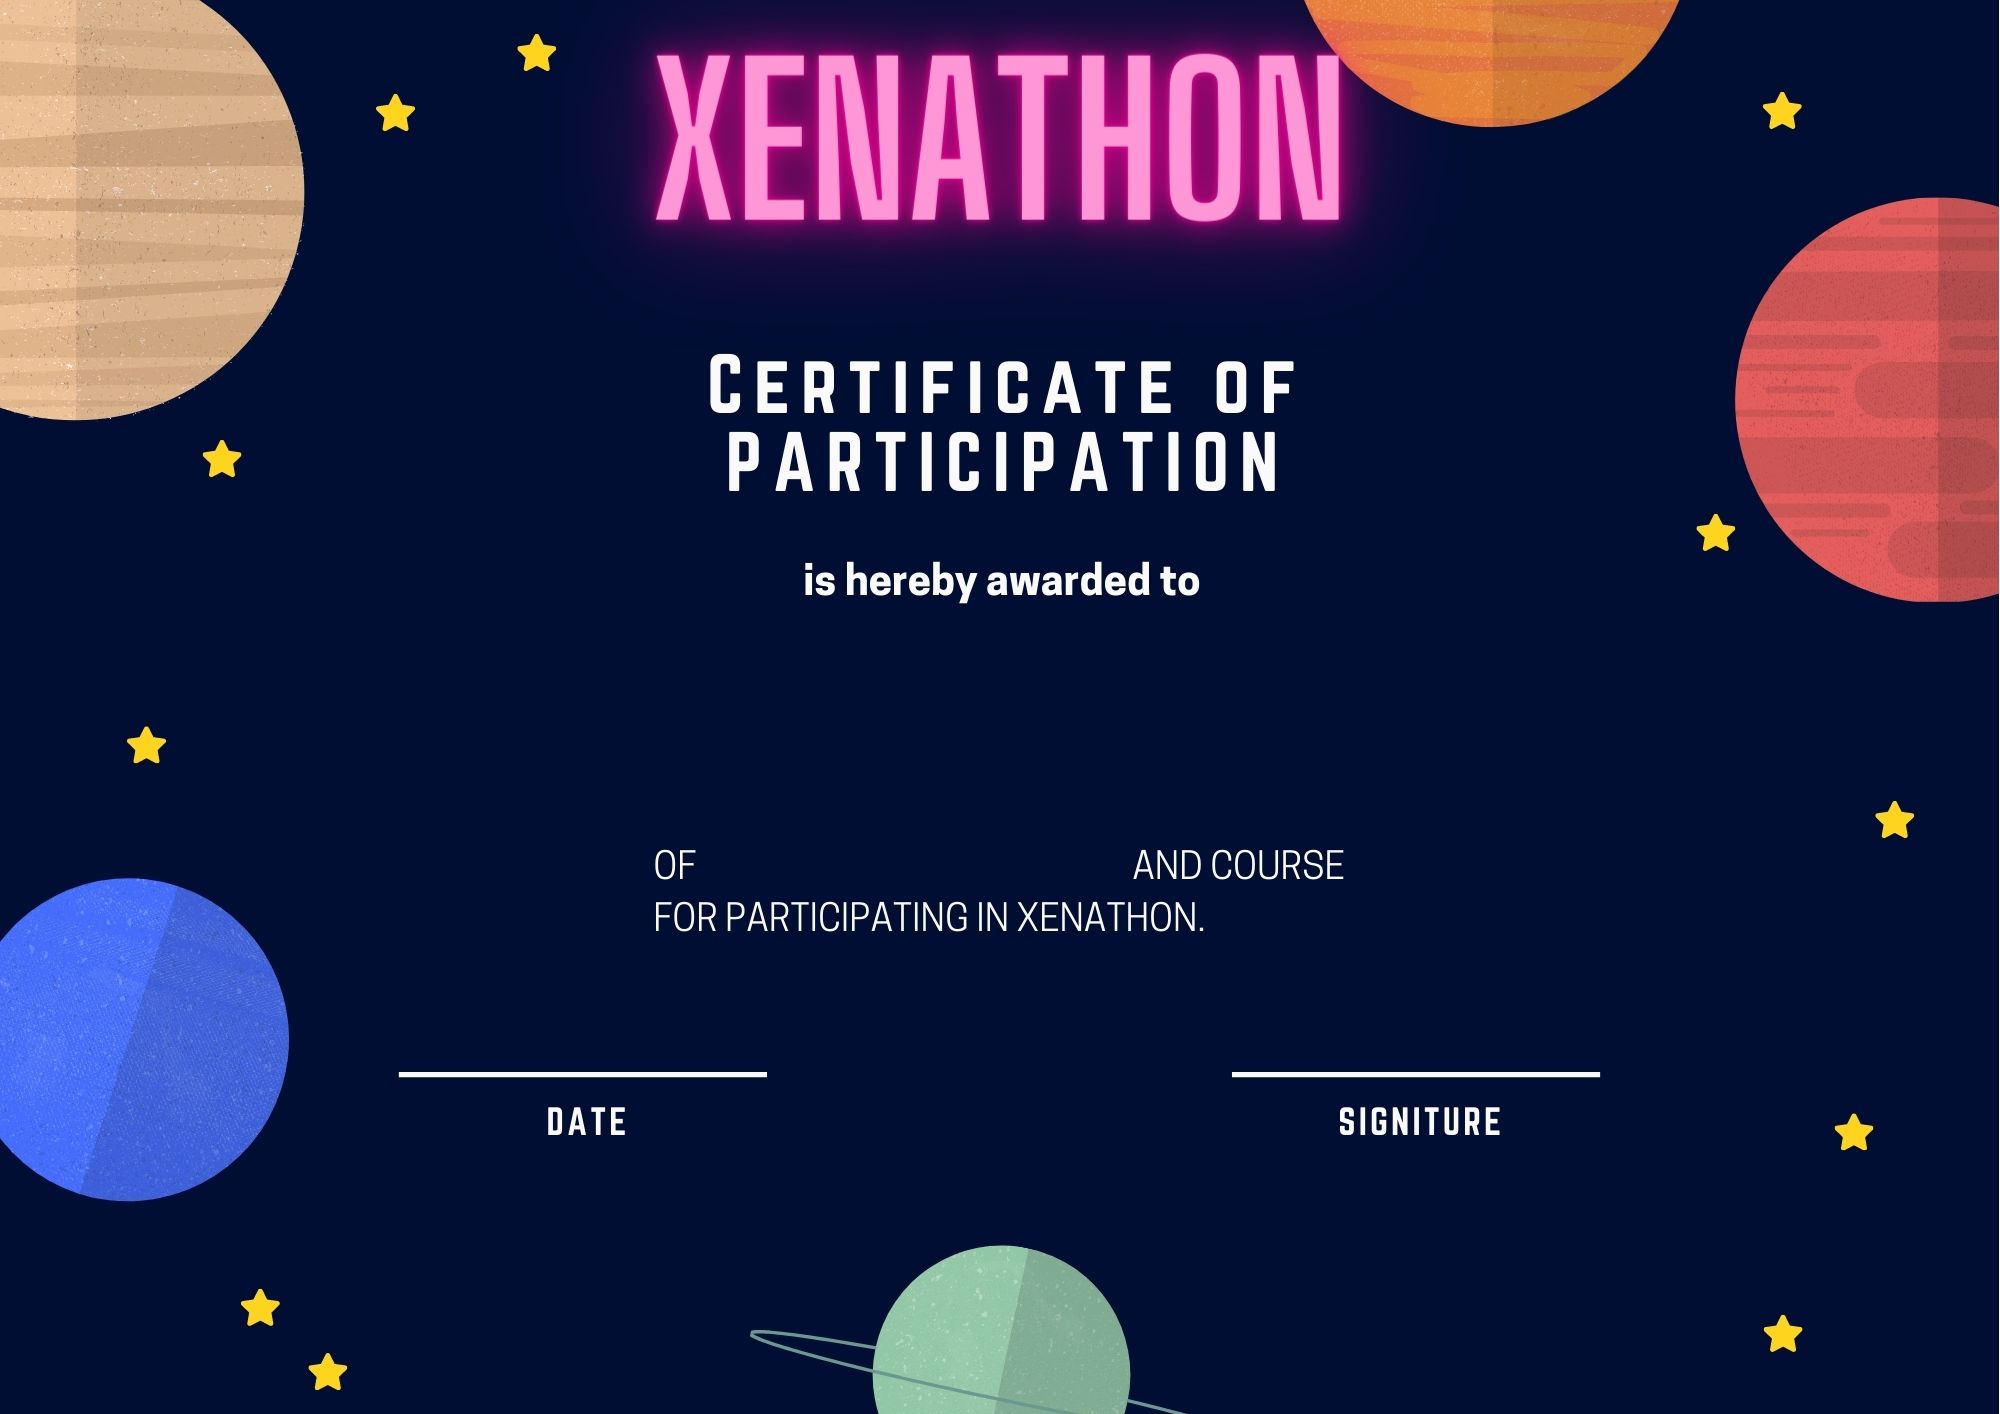 XENATHON
CERTIFICATE OF
PARTICIPATION
is hereby awarded to
OF AND COURSE
FOR PARTICIPATING IN XENATHON.
DATE SIGNITURE